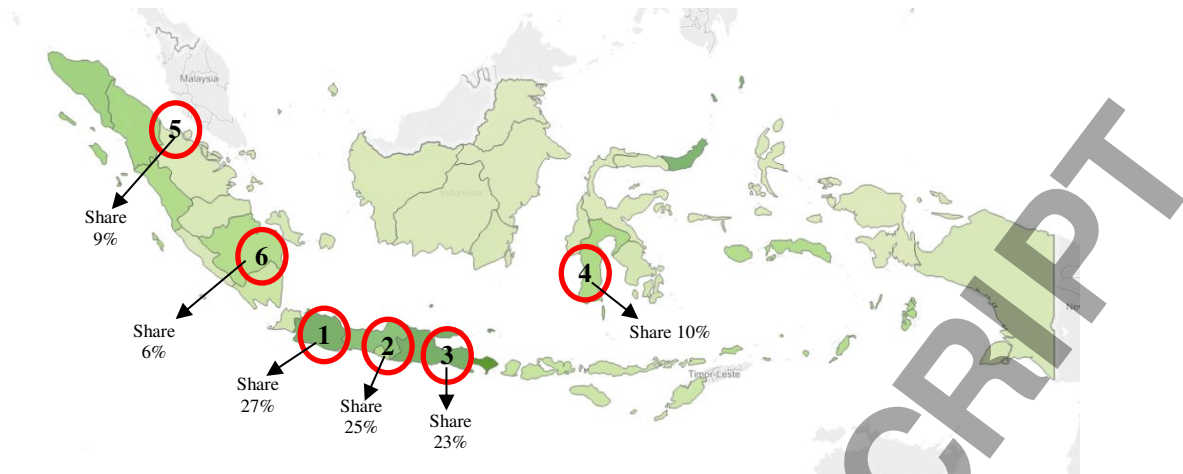 Malaysia
5
Share
9%
Indonesia
6
4
Share
6%
Share 10%
1
2
3
Share
27%
Share
25%
Share
23%
Timor-Leste
CRIPT